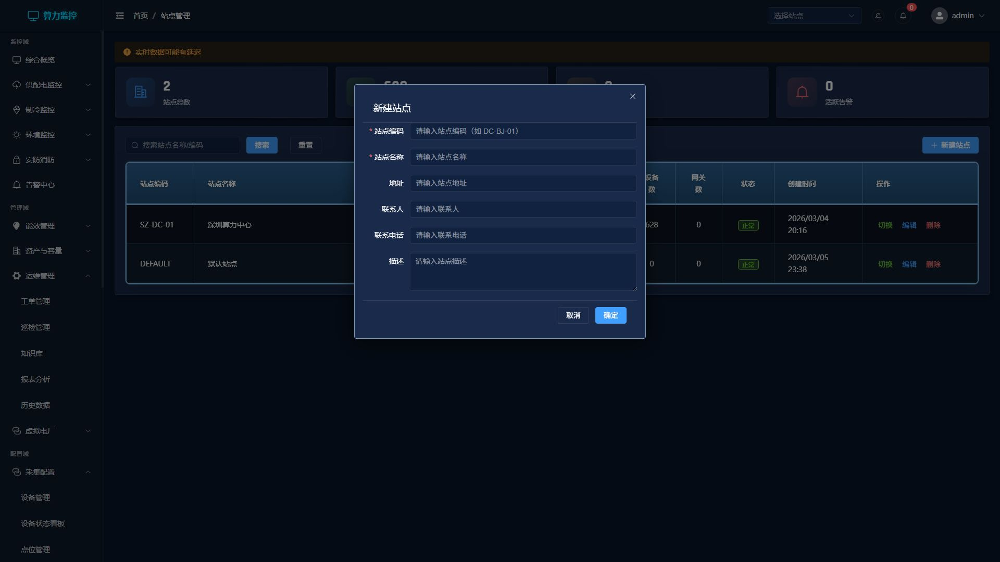 算力监控
首页 / 站点管理
选择站点
0
admin
监控域
综合概览
供配电监控
制冷监控
环境监控
安防消防
告警中心
管理域
能效管理
资产与容量
运维管理
工单管理
巡检管理
知识库
报表分析
历史数据
虚拟电厂
配置域
采集配置
设备管理
设备状态看板
点位管理
实时数据可能有延迟
2
站点总数
0
活跃告警
搜索站点名称/编码
搜索
重置
新建站点
站点编码 站点名称 设备数 网关数 状态 创建时间 操作
SZ-DC-01 深圳算力中心 628 0 正常 2026/03/04 20:16 切换 编辑 删除
DEFAULT 默认站点 0 0 正常 2026/03/05 23:38 切换 编辑 删除
新建站点
* 站点编码 请输入站点编码（如 DC-BJ-01）
* 站点名称 请输入站点名称
地址 请输入站点地址
联系人 请输入联系人
联系电话 请输入联系电话
描述 请输入站点描述
取消
确定